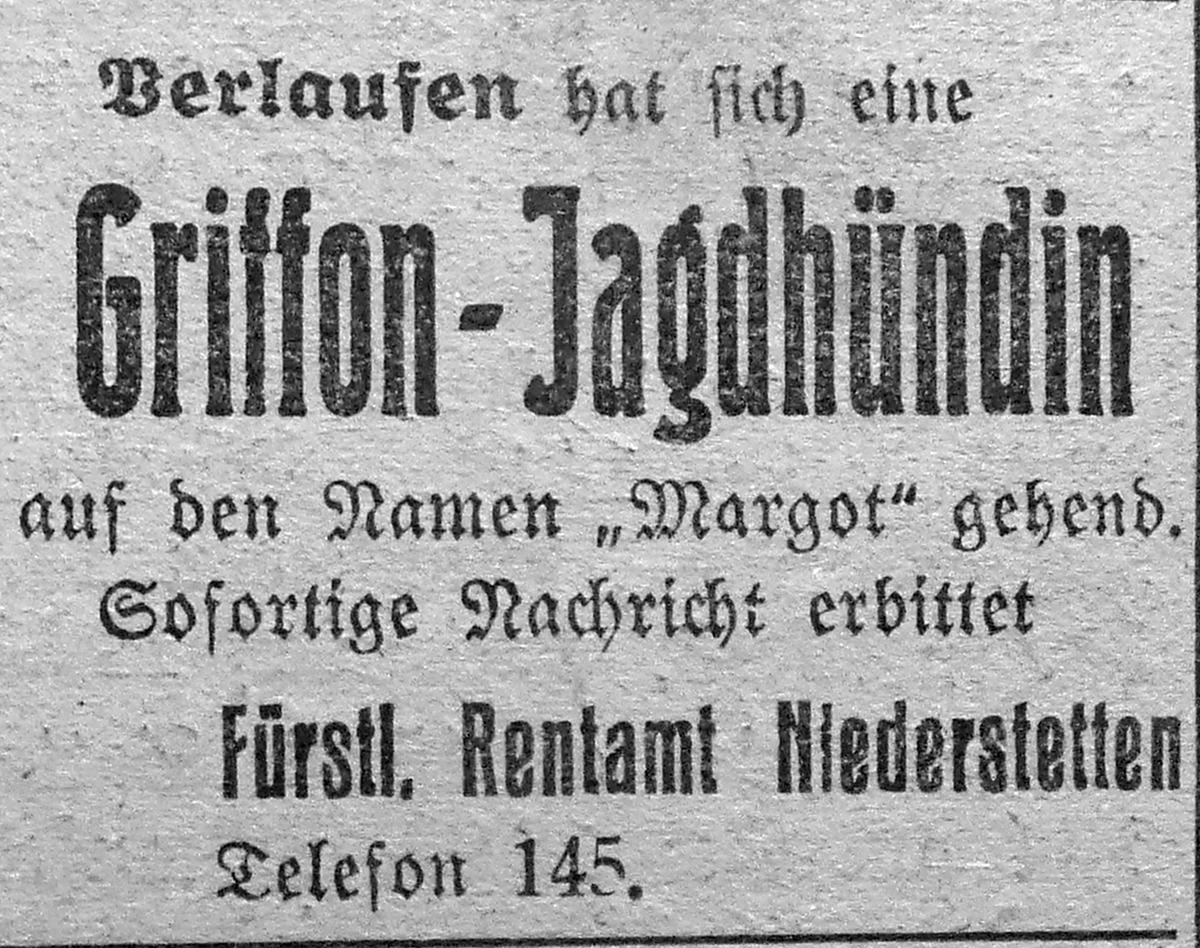 Verlaufen hat sich eine
Griffon-Jagdhündin
auf den Namen „Margot“ gehend.
Sofortige Nachricht erbittet
Fürstl. Rentamt Niederstetten
Telefon 145.